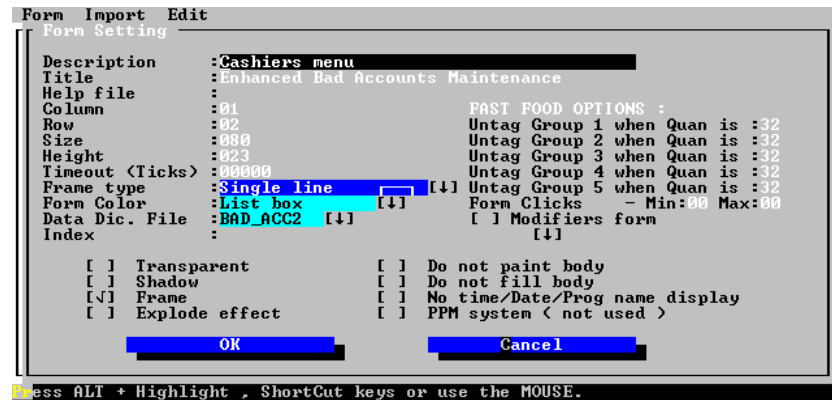 Form Import Edit
Form Setting
Description :Cashiers menu
Title :Enhanced Bad Accounts Maintenance
Help file :
Column :01 FAST FOOD OPTIONS :
Row :02 Untag Group 1 when Quan is :32
Size :080 Untag Group 2 when Quan is :32
Height :023 Untag Group 3 when Quan is :32
Timeout (Ticks) :00000 Untag Group 4 when Quan is :32
Frame type :Single line [↓] Untag Group 5 when Quan is :32
Form Color :List box [↓] Form Clicks - Min:00 Max:00
Data Dic. File :BAD_ACC2 [↓] [ ] Modifiers form
Index : [↓]
[ ] Transparent [ ] Do not paint body
[ ] Shadow [ ] Do not fill body
[√] Frame [ ] No time/Date/Prog name display
[ ] Explode effect [ ] PPM system ( not used )
OK Cancel
Press ALT + Highlight , ShortCut keys or use the MOUSE.